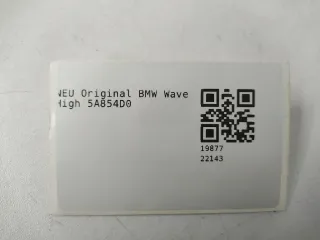 NEU Original BMW Wave
High 5A854D0
19877
22143